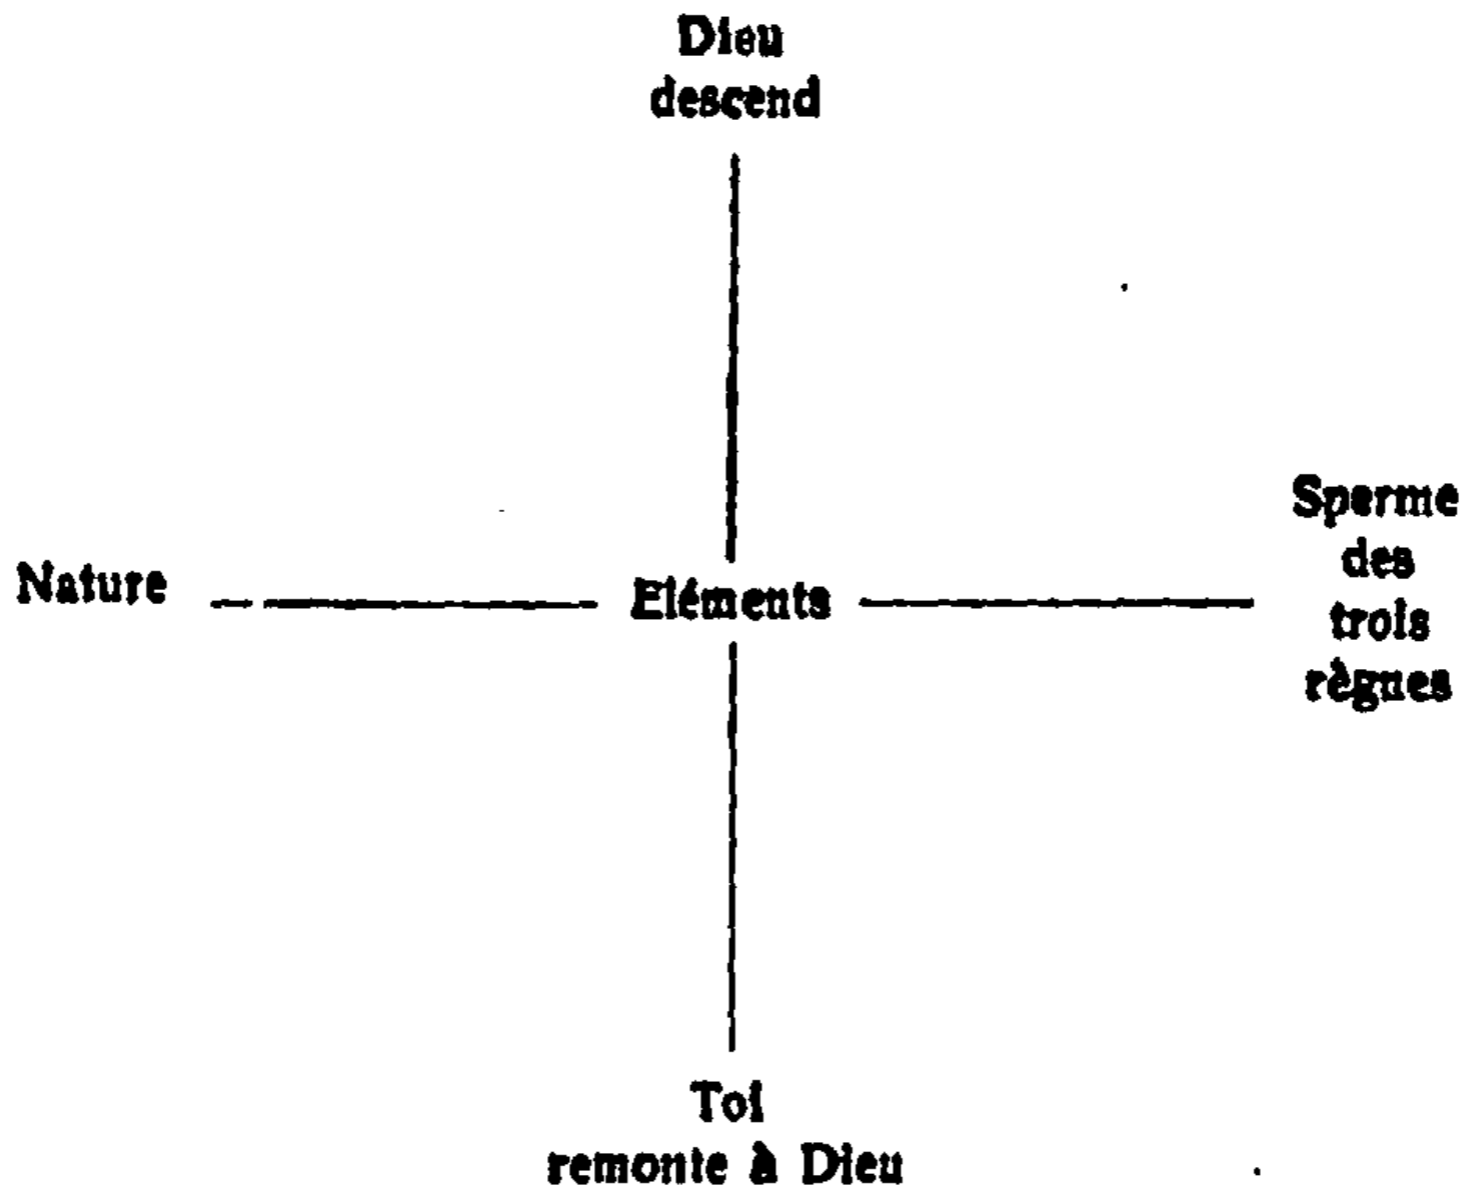 Dieu
descend
Nature
Eléments
Sperme
des
trois
règnes
Toi
remonte à Dieu